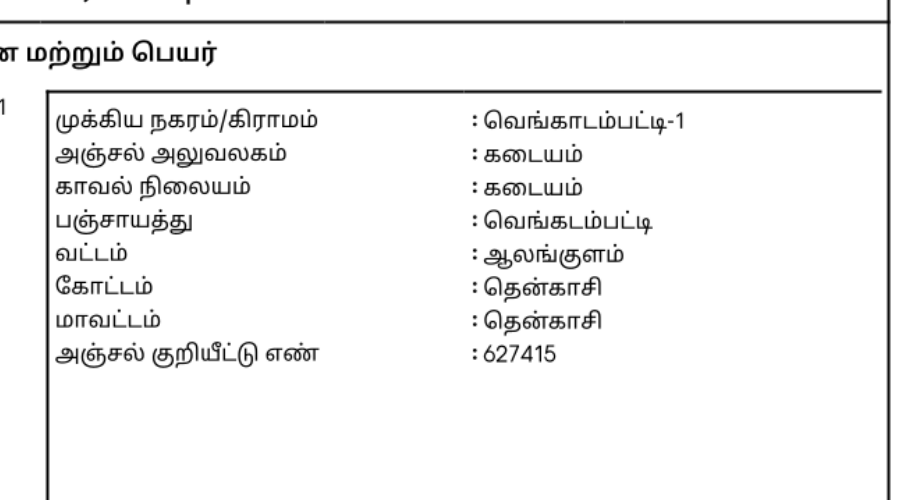 ன மற்றும் பெயர்
1
முக்கிய நகரம்/கிராமம் : வெங்காடம்பட்டி-1
அஞ்சல் அலுவலகம் : கடையம்
காவல் நிலையம் : கடையம்
பஞ்சாயத்து : வெங்கடம்பட்டி
வட்டம் : ஆலங்குளம்
கோட்டம் : தென்காசி
மாவட்டம் : தென்காசி
அஞ்சல் குறியீட்டு எண் : 627415